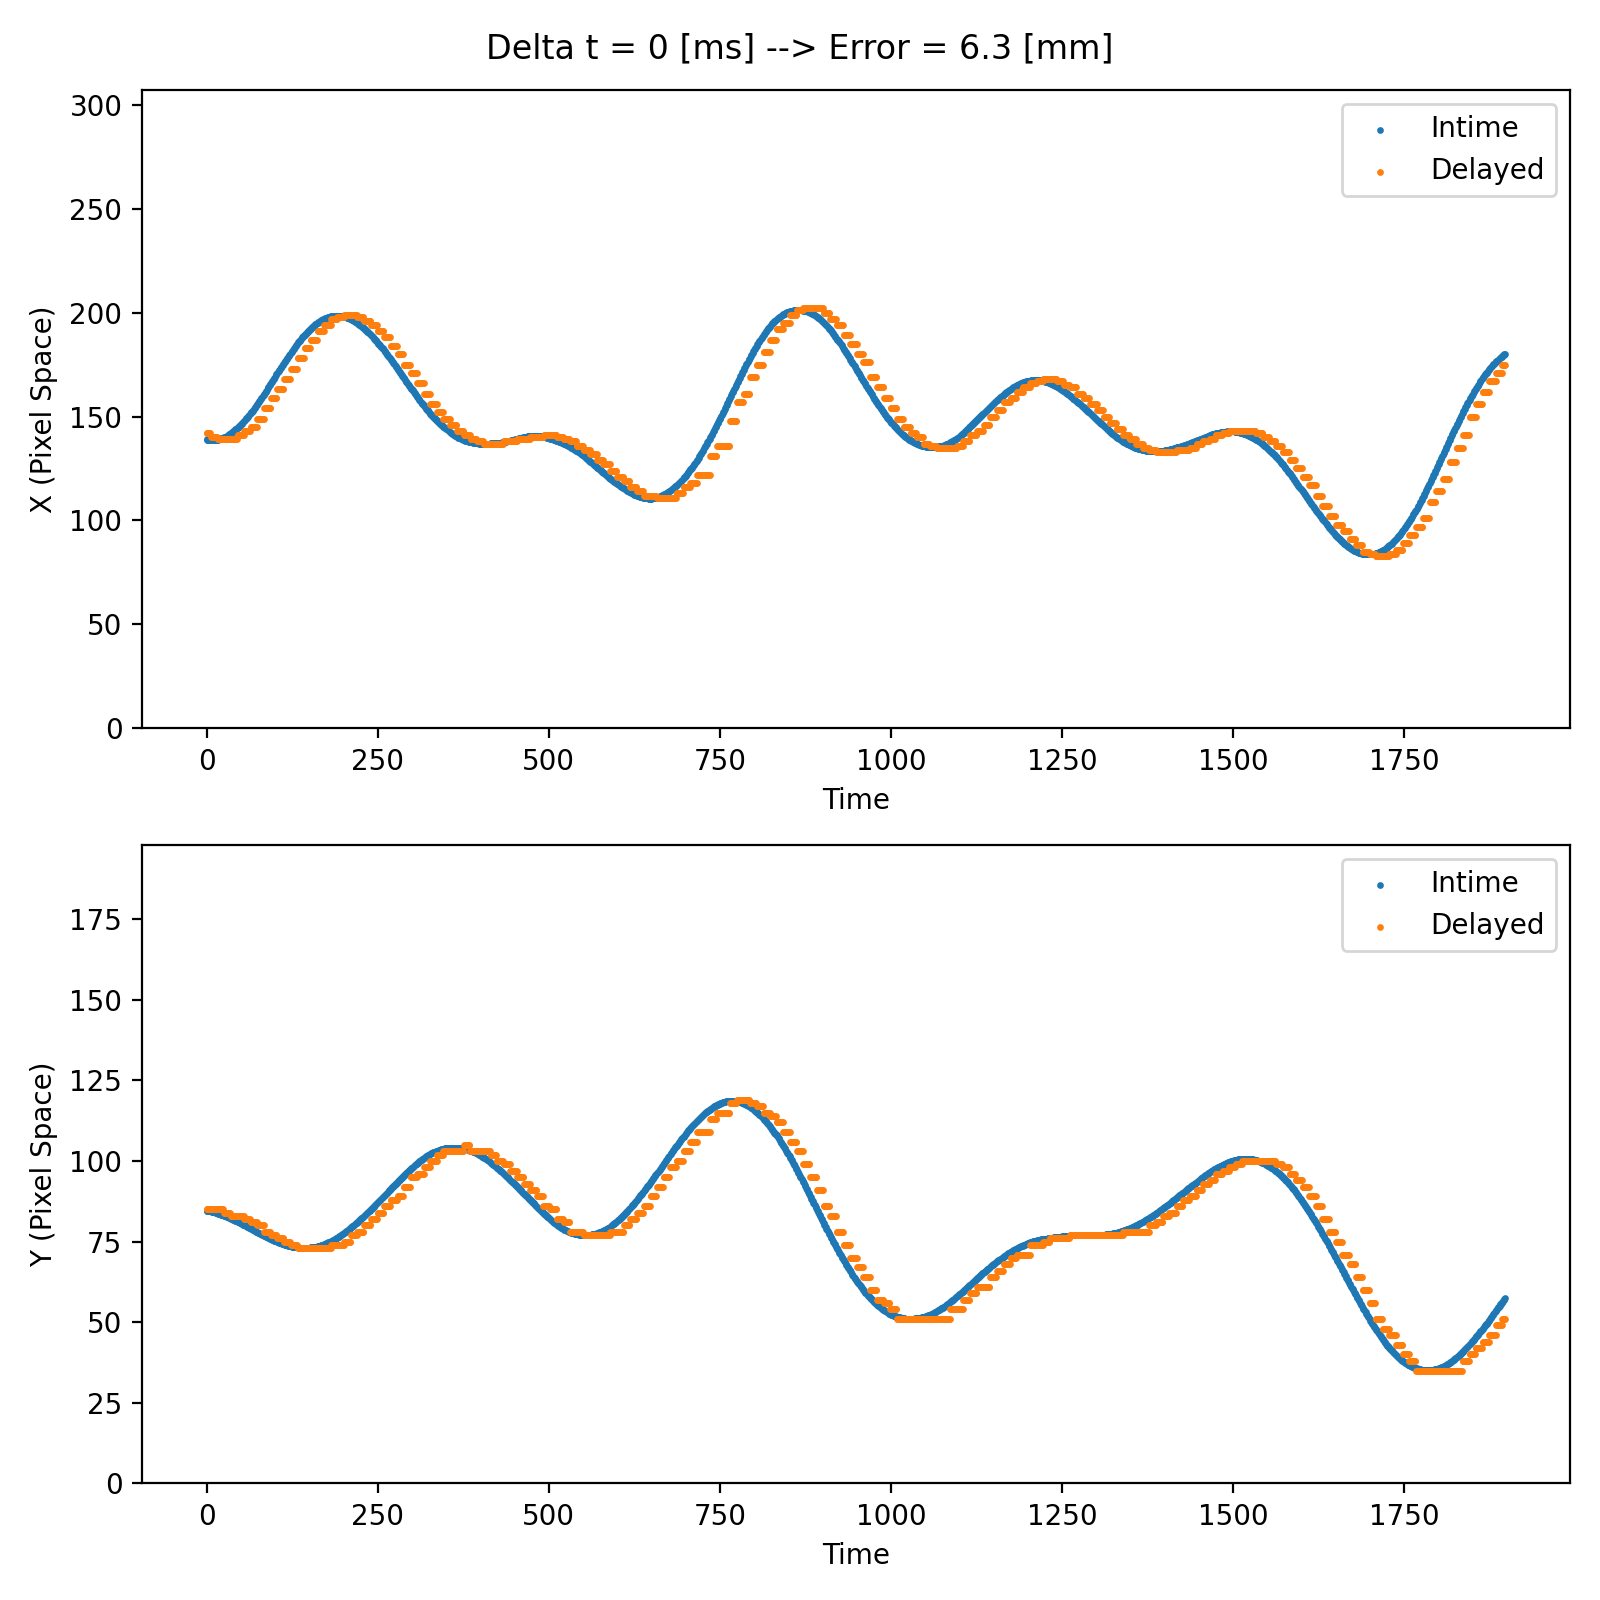 Delta t = 0 [ms] --> Error = 6.3 [mm]
300
250
200
150
100
50
0
X (Pixel Space)
Intime
Delayed
0 250 500 750 1000 1250 1500 1750
Time
175
150
125
100
75
50
25
0
Y (Pixel Space)
Intime
Delayed
0 250 500 750 1000 1250 1500 1750
Time